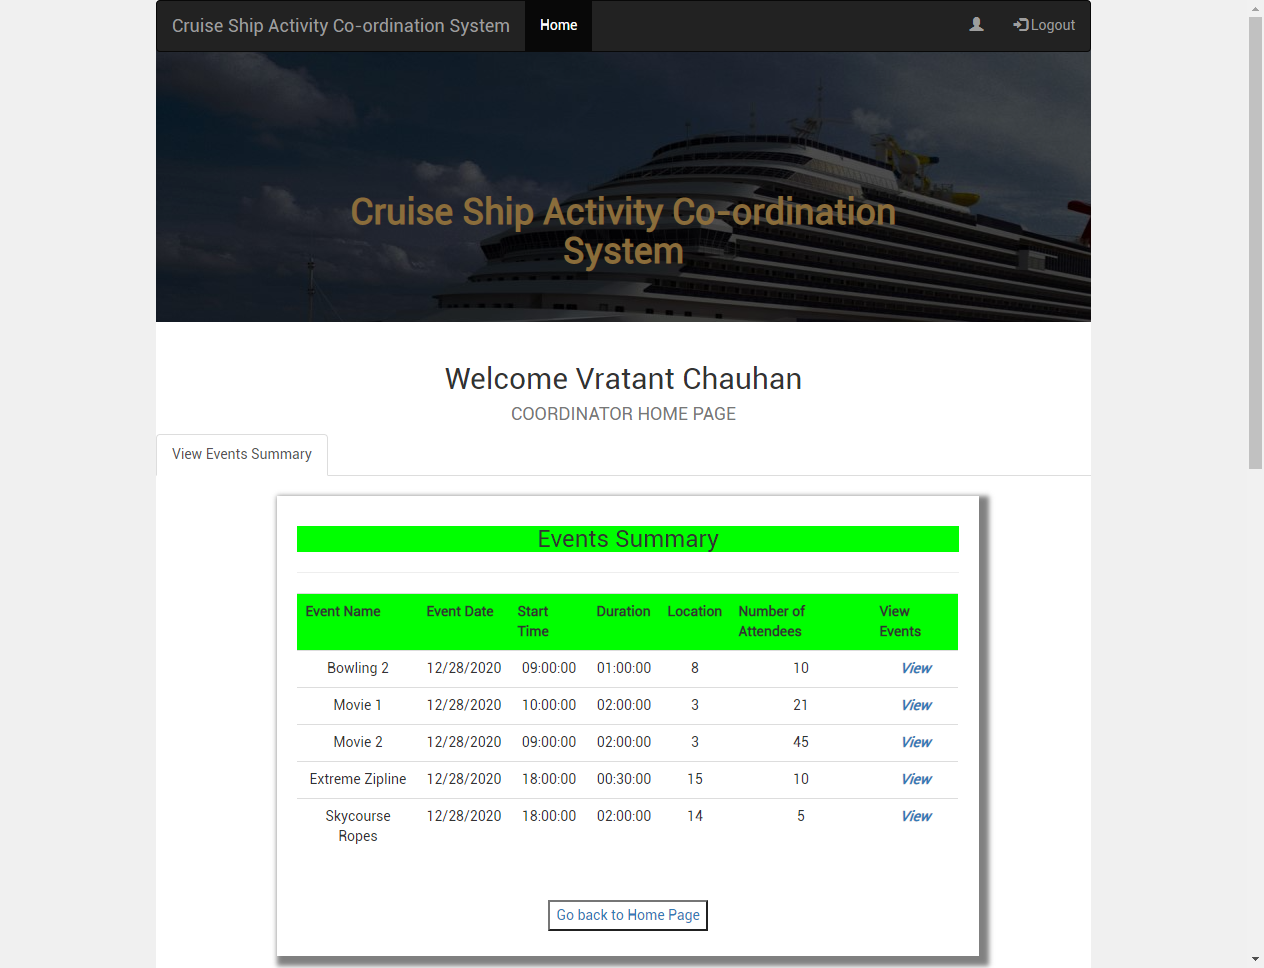 Cruise Ship Activity Co-ordination System Home Logout
Cruise Ship Activity Co-ordination
System
Welcome Vratant Chauhan
COORDINATOR HOME PAGE
View Events Summary
Events Summary
Event Name Event Date Start Time Duration Location Number of Attendees View Events
Bowling 2 12/28/2020 09:00:00 01:00:00 8 10 View
Movie 1 12/28/2020 10:00:00 02:00:00 3 21 View
Movie 2 12/28/2020 09:00:00 02:00:00 3 45 View
Extreme Zipline 12/28/2020 18:00:00 00:30:00 15 10 View
Skycourse Ropes 12/28/2020 18:00:00 02:00:00 14 5 View
Go back to Home Page